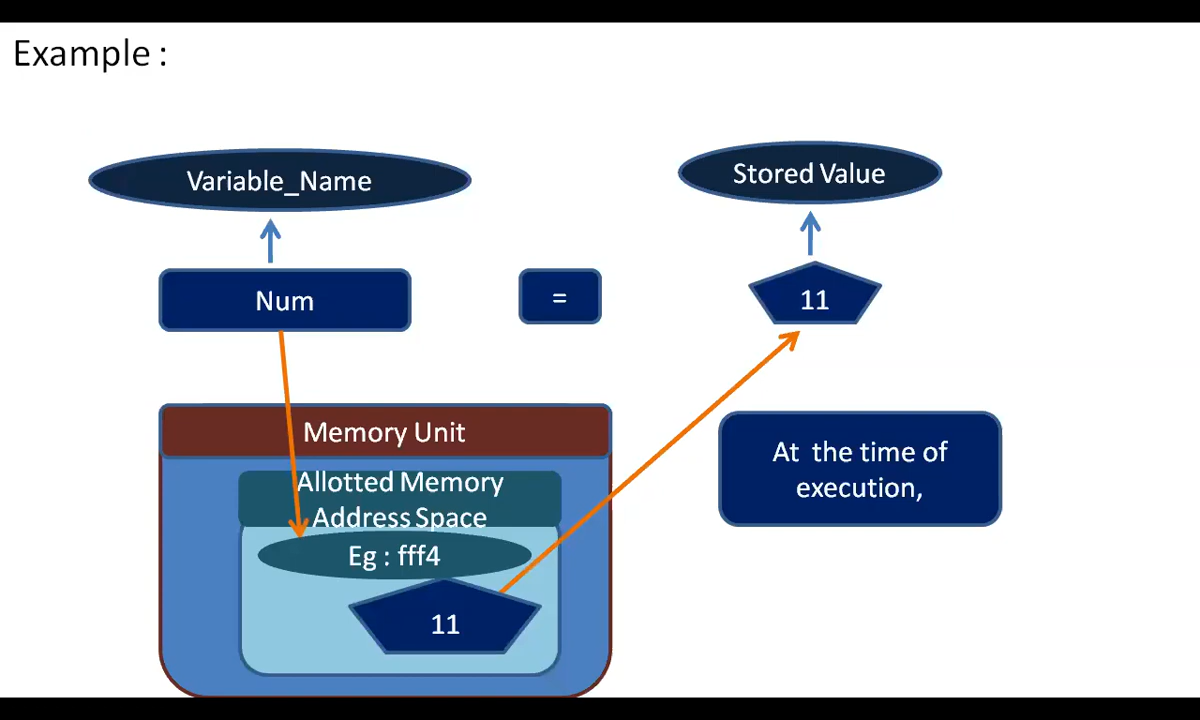 Example :
Variable_Name
Stored Value
Num
=
11
Memory Unit
Allotted Memory
Address Space
Eg : fff4
11
At the time of
execution,